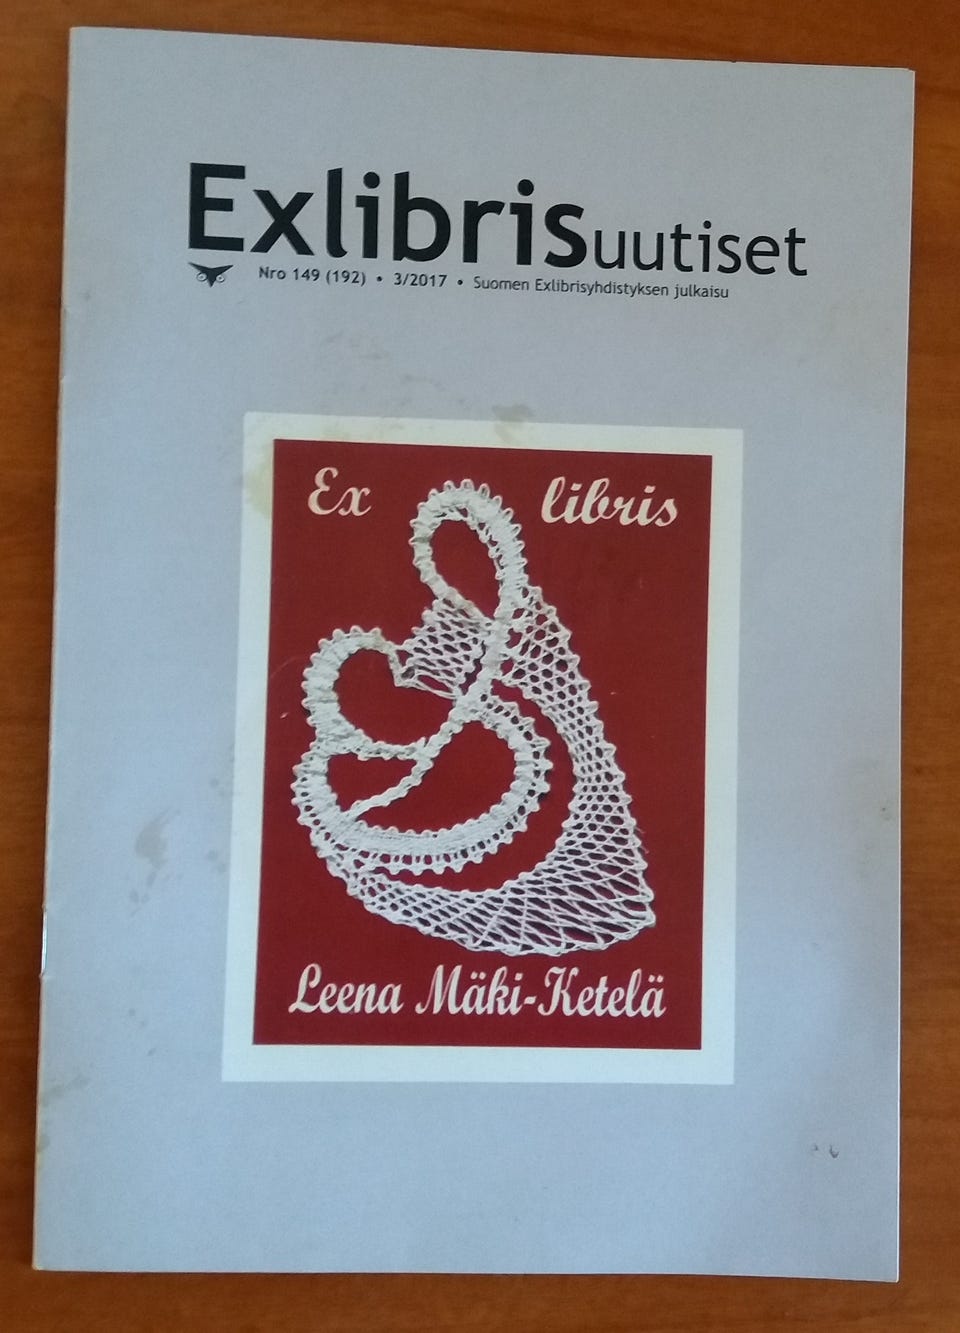 Exlibrisuutiset
Nro 149 (192) • 3/2017 • Suomen Exlibrisyhdistyksen julkaisu
Ex libris
Leena Mäki-Ketelä